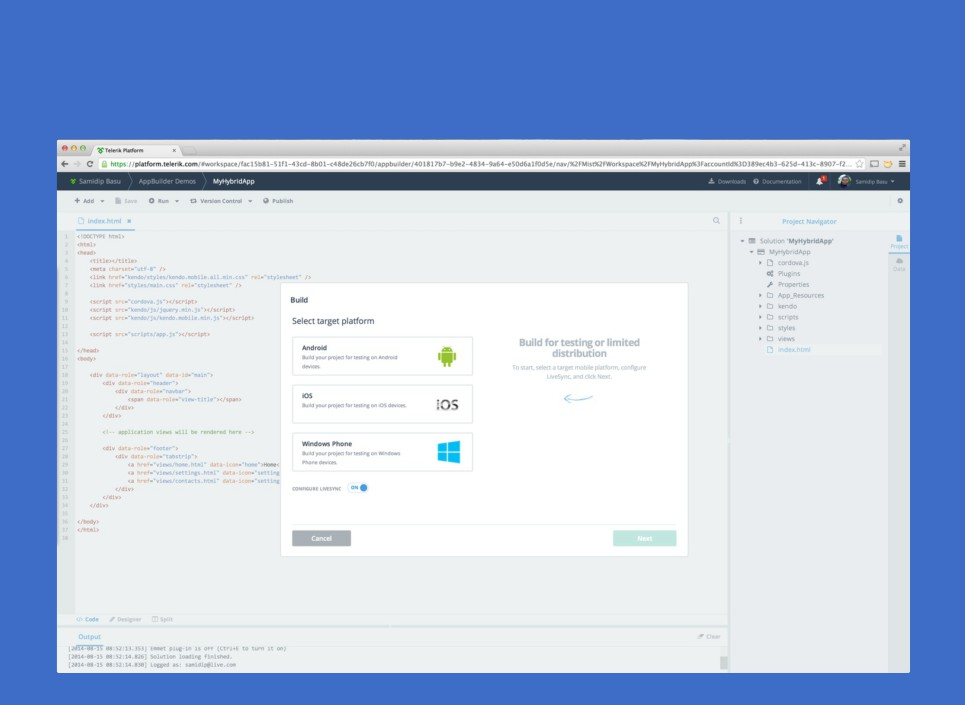 Telerik Platform
https://platform.telerik.com/#workspace/fac15b81-51f1-43cd-8b01-c48de26cb7f0/appbuilder/401817b7-b9e2-4834-9a64-e50d6a1f0d5e/nav/%2FMist%2FWorkspace%2FMyHybridApp%3FaccountId%3D389ec4b3-625d-413c-8907-f2...
Samidip Basu AppBuilder Demos MyHybridApp Downloads Documentation Samidip Basu
+ Add Save Run Version Control Publish
index.html x Project Navigator
1 <!DOCTYPE html>
2 <html>
3 <head>
4 <title></title>
5 <meta charset="utf-8" />
6 <link href="kendo/styles/kendo.mobile.all.min.css" rel="stylesheet" />
7 <link href="styles/main.css" rel="stylesheet" />
8
9 <script src="cordova.js"></script>
10 <script src="kendo/js/jquery.min.js"></script>
11 <script src="kendo/js/kendo.mobile.min.js"></script>
12
13 <script src="scripts/app.js"></script>
14
15 </head>
16 <body>
17
18 <div data-role="layout" data-id="main">
19 <div data-role="header">
20 <div data-role="navbar">
21 <span data-role="view-title"></span>
22 </div>
23 </div>
24
25 <!-- application views will be rendered here -->
26
27 <div data-role="footer">
28 <div data-role="tabstrip">
29 <a href="views/home.html" data-icon="home">Home<
30 <a href="views/settings.html" data-icon="setting
31 <a href="views/contacts.html" data-icon="setting
32 </div>
33 </div>
34 </div>
35
36 </body>
37 </html>
38
Build
Select target platform
Android
Build your project for testing on Android
devices.
iOS
Build your project for testing on iOS devices.
iOS
Windows Phone
Build your project for testing on Windows
Phone devices.
CONFIGURE LIVESYNC ON
Build for testing or limited
distribution
To start, select a target mobile platform, configure
LiveSync, and click Next.
Cancel Next
Solution 'MyHybridApp'
MyHybridApp
cordova.js
Plugins
Properties
App_Resources
kendo
scripts
styles
views
index.html
Project
Data
Code Designer Split
Output Clear
[2014-08-15 08:52:13.353] Emmet plug-in is off (Ctrl+E to turn it on)
[2014-08-15 08:52:14.826] Solution loading finished.
[2014-08-15 08:52:14.830] Logged as: samidip@live.com